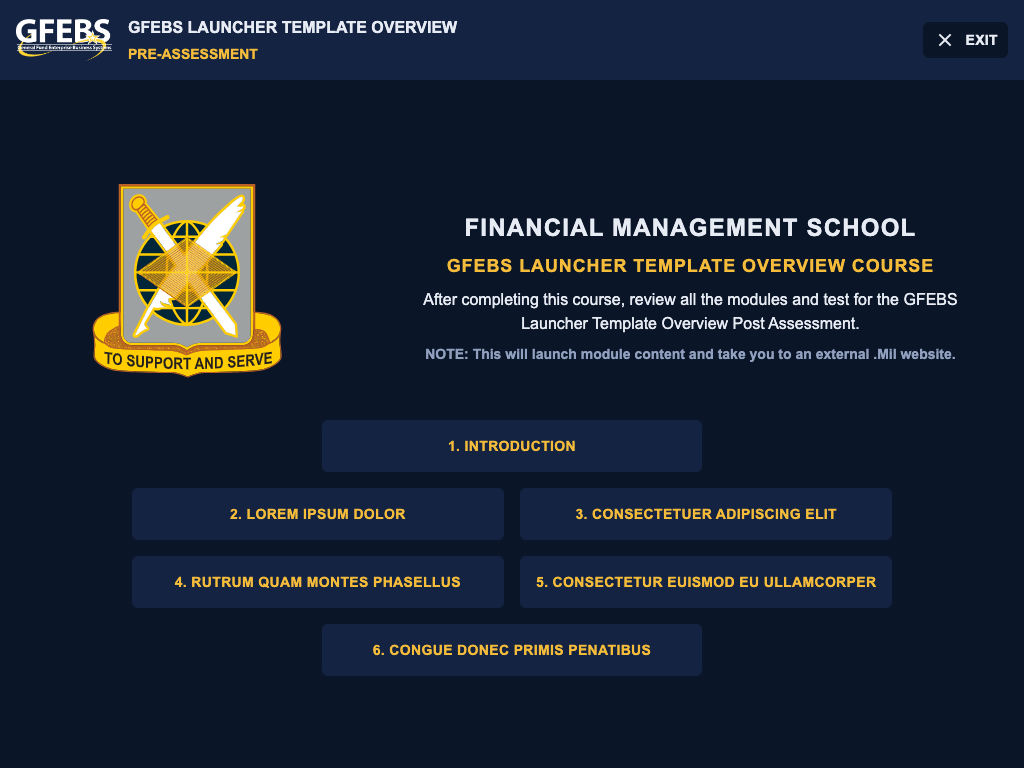 GFEBS
General Fund Enterprise Business Systems
GFEBS LAUNCHER TEMPLATE OVERVIEW
PRE-ASSESSMENT
EXIT
TO SUPPORT AND SERVE
FINANCIAL MANAGEMENT SCHOOL
GFEBS LAUNCHER TEMPLATE OVERVIEW COURSE
After completing this course, review all the modules and test for the GFEBS
Launcher Template Overview Post Assessment.
NOTE: This will launch module content and take you to an external .Mil website.
1. INTRODUCTION
2. LOREM IPSUM DOLOR
3. CONSECTETUER ADIPISCING ELIT
4. RUTRUM QUAM MONTES PHASELLUS
5. CONSECTETUR EUISMOD EU ULLAMCORPER
6. CONGUE DONEC PRIMIS PENATIBUS